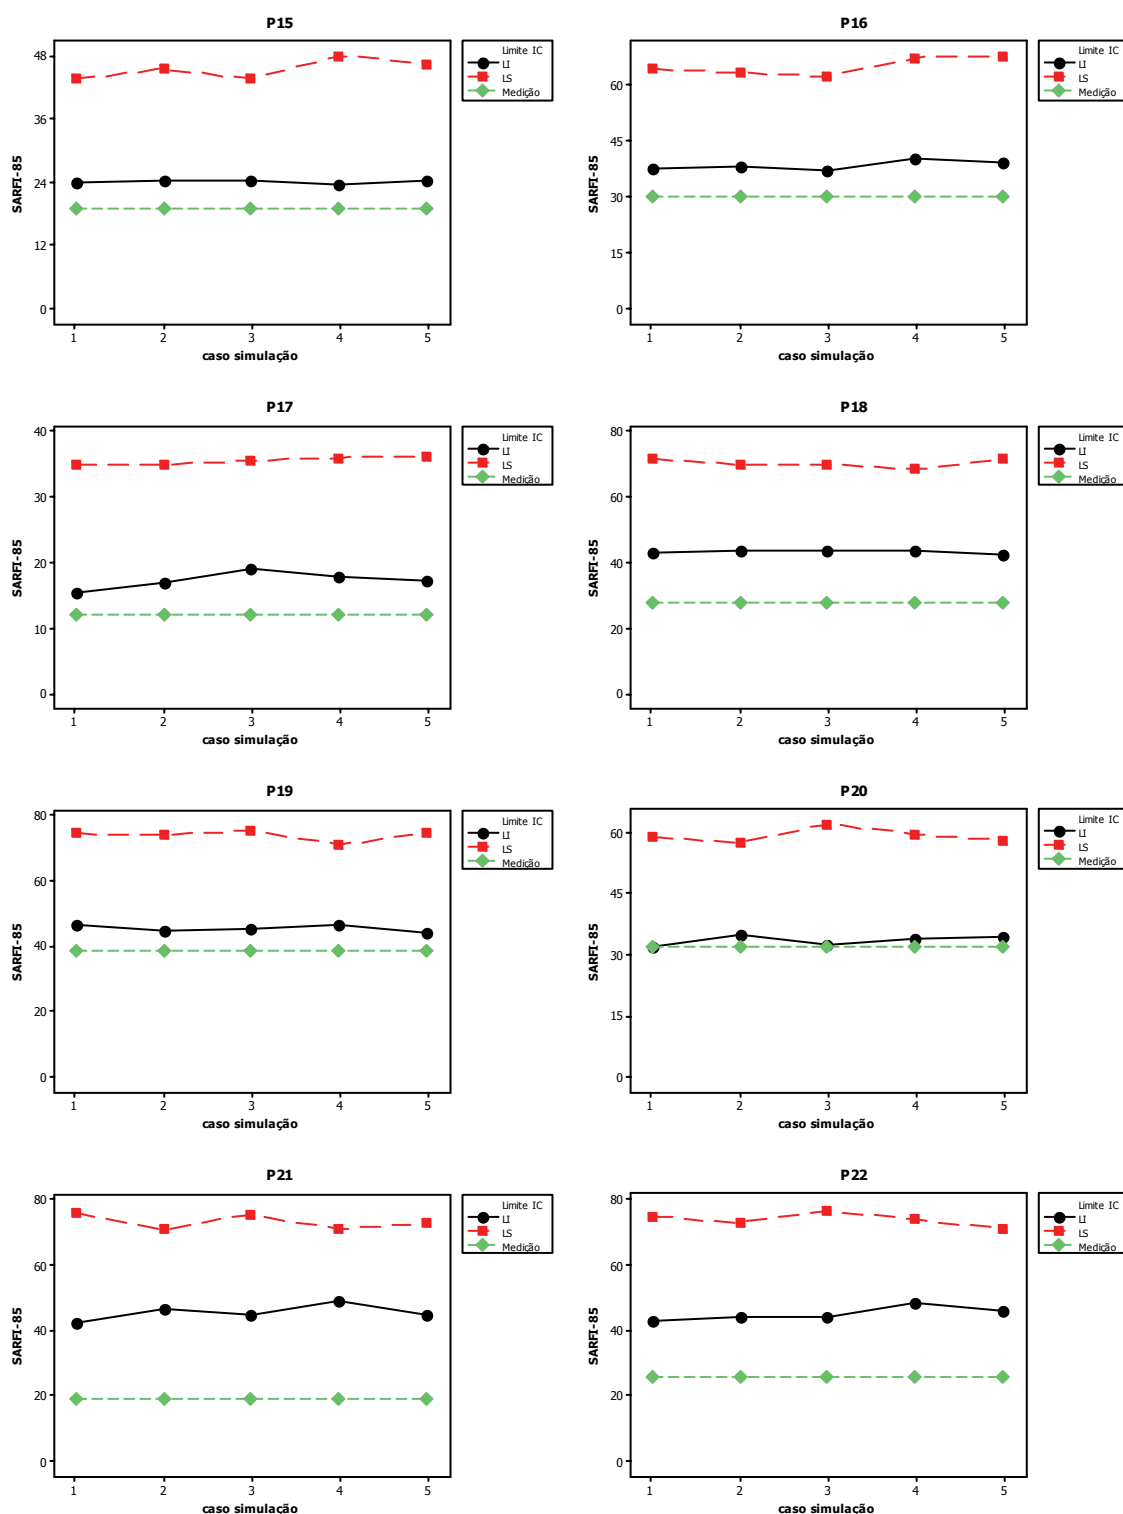 P15
Limite IC
LI
LS
Medição
SARFI-85
48
36
24
12
0
1 2 3 4 5
caso simulação
P16
Limite IC
LI
LS
Medição
SARFI-85
60
45
30
15
0
1 2 3 4 5
caso simulação
P17
Limite IC
LI
LS
Medição
SARFI-85
40
30
20
10
0
1 2 3 4 5
caso simulação
P18
Limite IC
LI
LS
Medição
SARFI-85
80
60
40
20
0
1 2 3 4 5
caso simulação
P19
Limite IC
LI
LS
Medição
SARFI-85
80
60
40
20
0
1 2 3 4 5
caso simulação
P20
Limite IC
LI
LS
Medição
SARFI-85
60
45
30
15
0
1 2 3 4 5
caso simulação
P21
Limite IC
LI
LS
Medição
SARFI-85
80
60
40
20
0
1 2 3 4 5
caso simulação
P22
Limite IC
LI
LS
Medição
SARFI-85
80
60
40
20
0
1 2 3 4 5
caso simulação